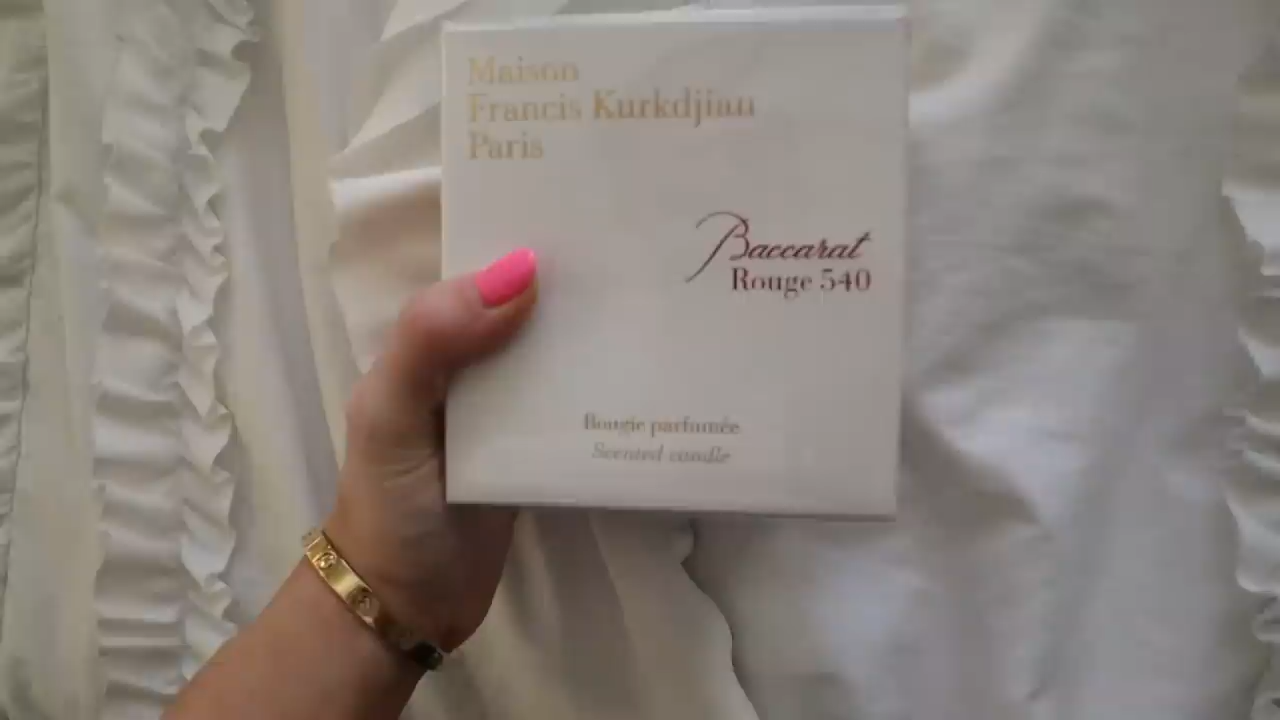 Maison
Francis Kurkdjian
Paris
Baccarat
Rouge 540
Bougie parfumée
Scented candle